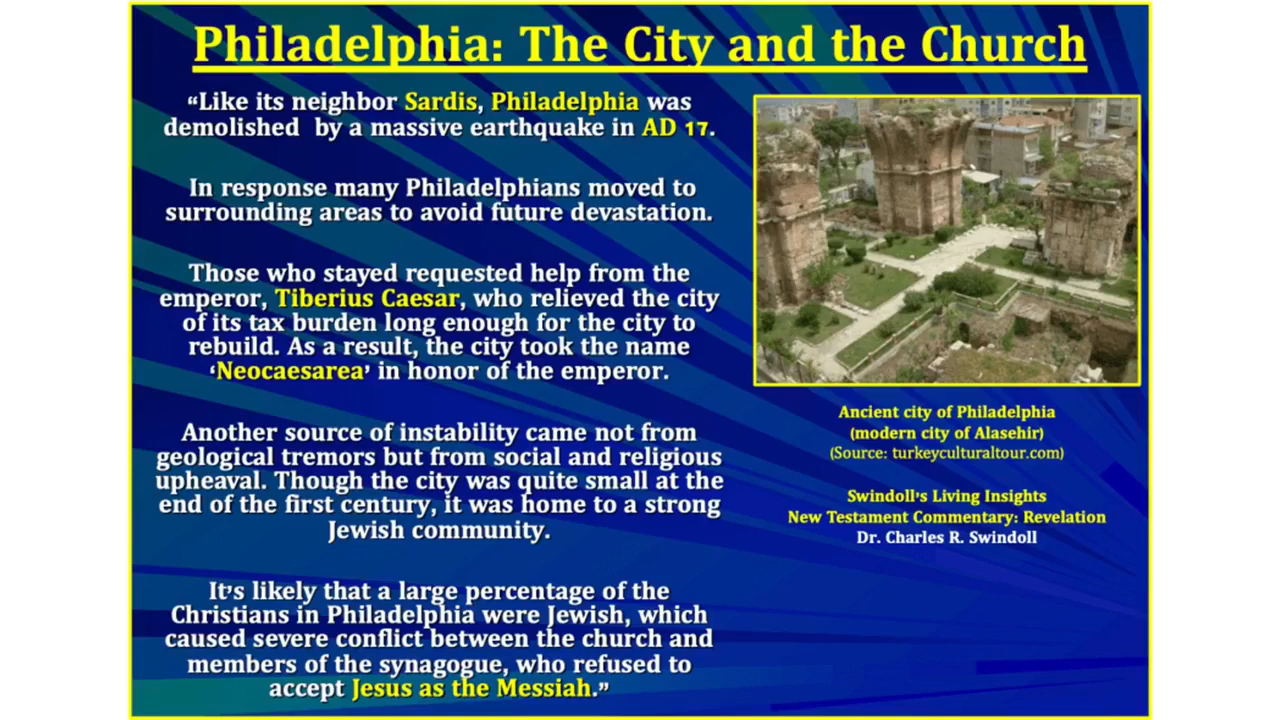 Philadelphia: The City and the Church
“Like its neighbor Sardis, Philadelphia was
demolished by a massive earthquake in AD 17.
In response many Philadelphians moved to
surrounding areas to avoid future devastation.
Those who stayed requested help from the
emperor, Tiberius Caesar, who relieved the city
of its tax burden long enough for the city to
rebuild. As a result, the city took the name
‘Neocaesarea’ in honor of the emperor.
Another source of instability came not from
geological tremors but from social and religious
upheaval. Though the city was quite small at the
end of the first century, it was home to a strong
Jewish community.
It’s likely that a large percentage of the
Christians in Philadelphia were Jewish, which
caused severe conflict between the church and
members of the synagogue, who refused to
accept Jesus as the Messiah.”
Ancient city of Philadelphia
(modern city of Alasehir)
(Source: turkeyculturaltour.com)
Swindoll’s Living Insights
New Testament Commentary: Revelation
Dr. Charles R. Swindoll